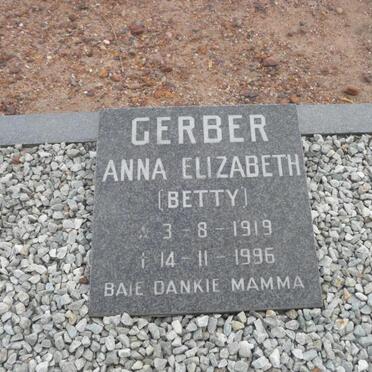 GERBER
ANNA ELIZABETH
(BETTY)
* 3-8-1919
† 14-11-1996
BAIE DANKIE MAMMA